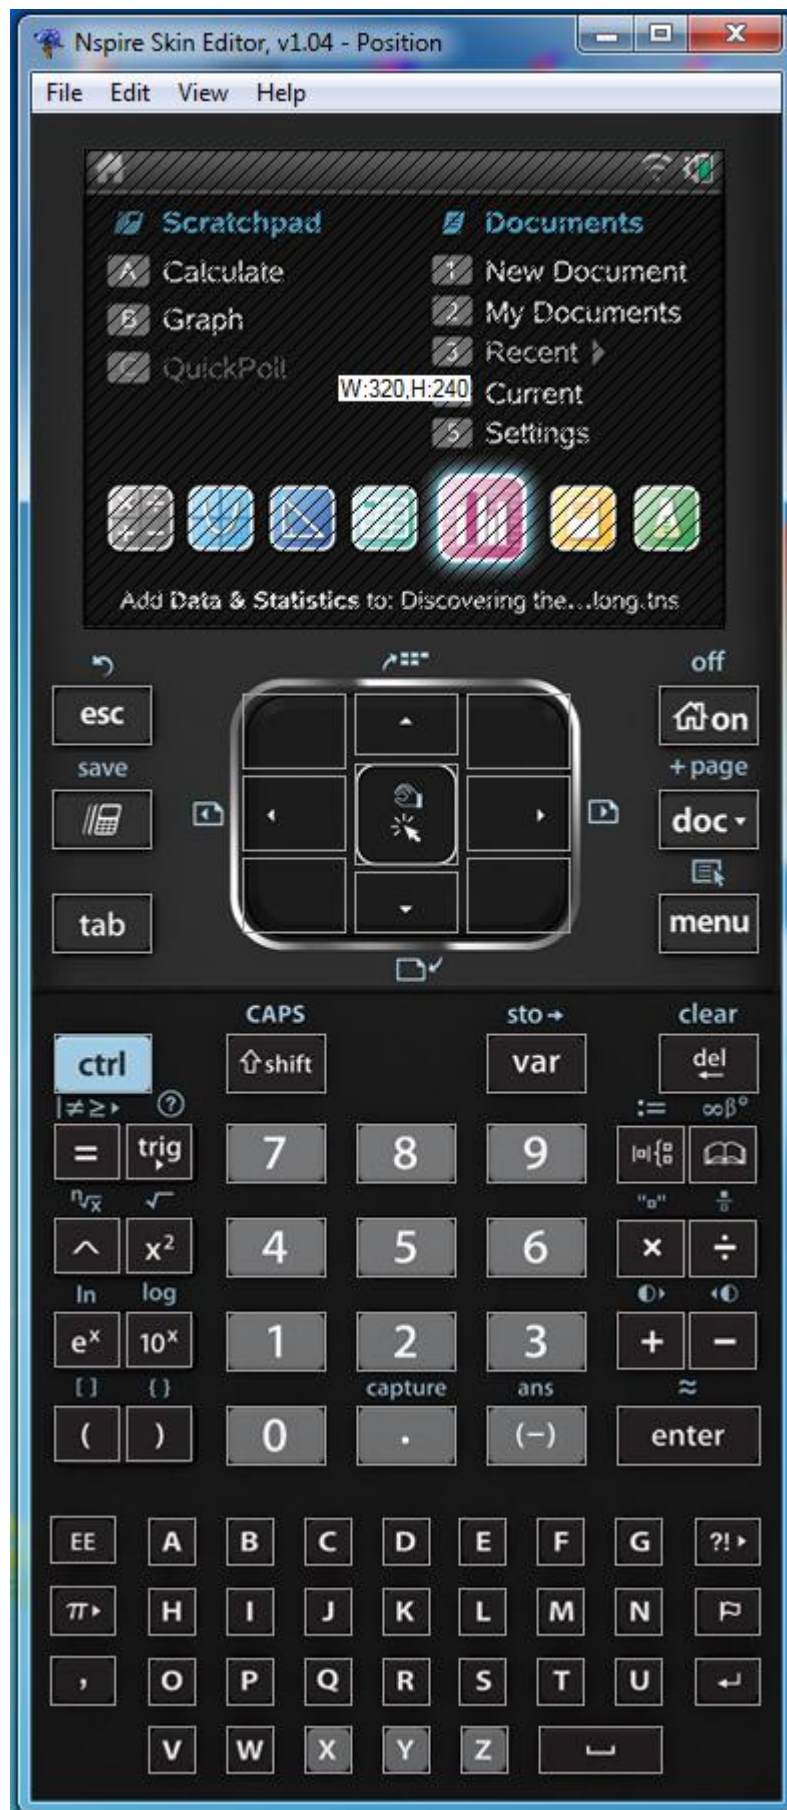 Nspire Skin Editor, v1.04 - Position
File Edit View Help
Scratchpad Documents
A Calculate 1 New Document
B Graph 2 My Documents
C QuickPoll 3 Recent
W:320,H:240 Current
5 Settings
Add Data & Statistics to: Discovering the...long.tns
off
esc on
save + page
doc
tab menu
CAPS sto→ clear
ctrl shift var del
|≠≥▸ ? := ∞β°
= trig 7 8 9 |□|{
n√x √ "□"
^ x² 4 5 6 × ÷
ln log
eˣ 10ˣ 1 2 3 + −
[ ] { } capture ans ≈
( ) 0 . (−) enter
EE A B C D E F G ?!▸
π▸ H I J K L M N
, O P Q R S T U ↵
V W X Y Z